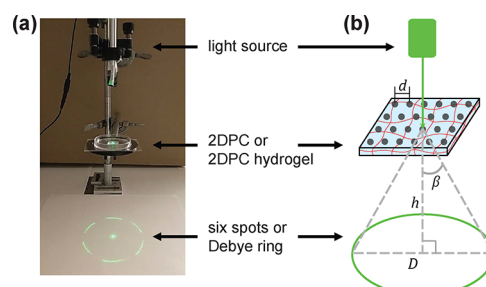 (a)
(b)
light source
d
2DPC or
2DPC hydrogel
β
h
six spots or
Debye ring
D